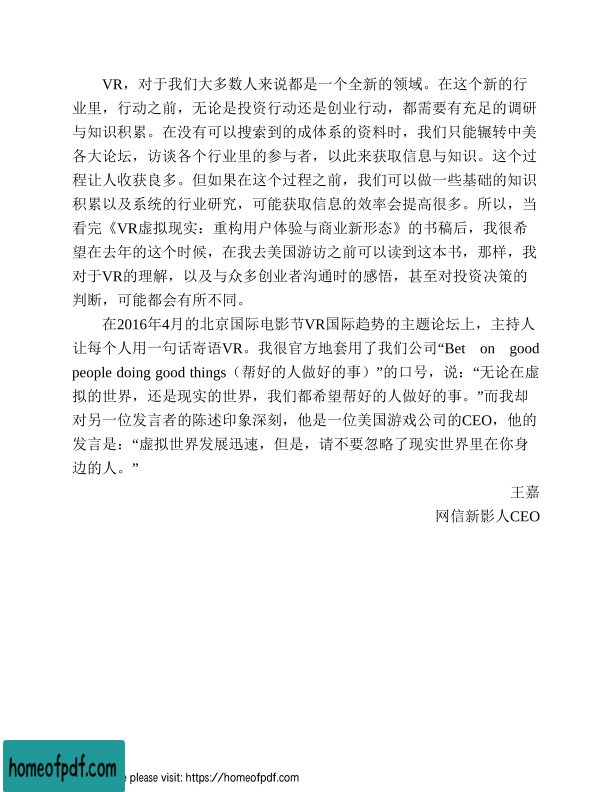 VR，对于我们大多数人来说都是一个全新的领域。在这个新的行
业里，行动之前，无论是投资行动还是创业行动，都需要有充足的调研
与知识积累。在没有可以搜索到的成体系的资料时，我们只能辗转中美
各大论坛，访谈各个行业里的参与者，以此来获取信息与知识。这个过
程让人收获良多。但如果在这个过程之前，我们可以做一些基础的知识
积累以及系统的行业研究，可能获取信息的效率会提高很多。所以，当
看完《VR虚拟现实：重构用户体验与商业新形态》的书稿后，我很希
望在去年的这个时候，在我去美国游访之前可以读到这本书，那样，我
对于VR的理解，以及与众多创业者沟通时的感悟，甚至对投资决策的
判断，可能都会有所不同。
在2016年4月的北京国际电影节VR国际趋势的主题论坛上，主持人
让每个人用一句话寄语VR。我很官方地套用了我们公司“Bet on good
people doing good things（帮好的人做好的事）”的口号，说：“无论在虚
拟的世界，还是现实的世界，我们都希望帮好的人做好的事。”而我却
对另一位发言者的陈述印象深刻，他是一位美国游戏公司的CEO，他的
发言是：“虚拟世界发展迅速，但是，请不要忽略了现实世界里在你身
边的人。”
王嘉
网信新影人CEO
homeofpdf.com
e please visit: https://homeofpdf.com